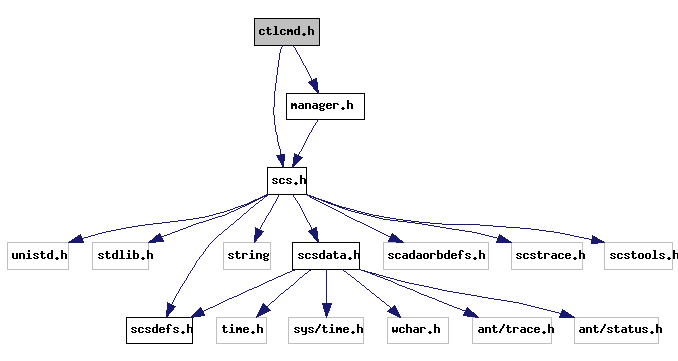 ctlcmd.h
manager.h
scs.h
unistd.h
stdlib.h
string
scsdata.h
scadaorbdefs.h
scstrace.h
scstools.h
scsdefs.h
time.h
sys/time.h
wchar.h
ant/trace.h
ant/status.h